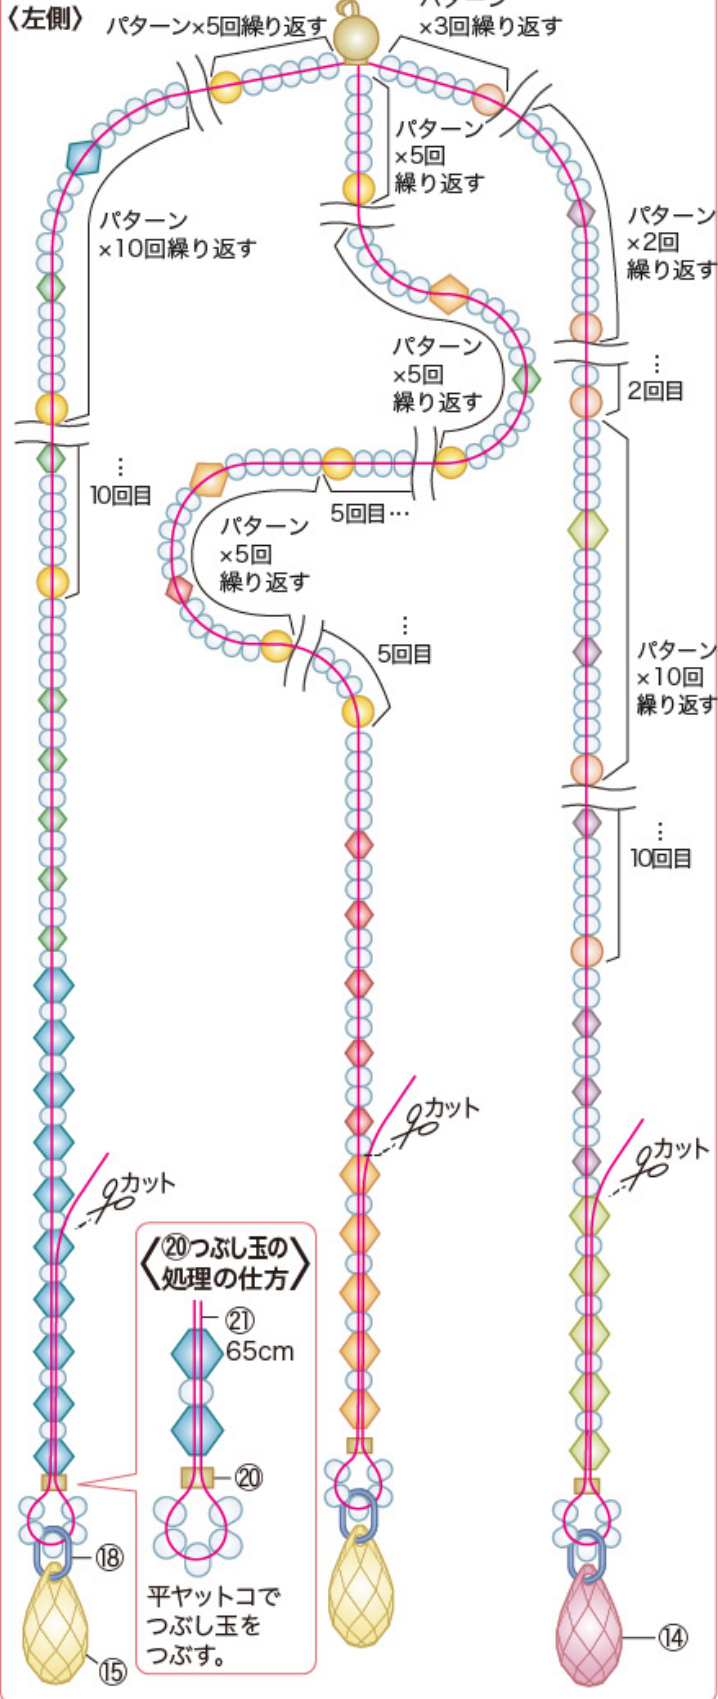 〈左側〉
パターン×5回繰り返す
パターン
×3回繰り返す
パターン
×5回
繰り返す
パターン
×10回繰り返す
パターン
×2回
繰り返す
⋮
2回目
パターン
×5回
繰り返す
⋮
10回目
5回目…
パターン
×5回
繰り返す
⋮
5回目
パターン
×10回
繰り返す
⋮
10回目
カット
カット
カット
〈⑳つぶし玉の
処理の仕方〉
㉑
65cm
⑳
平ヤットコで
つぶし玉を
つぶす。
⑱
⑮
⑭